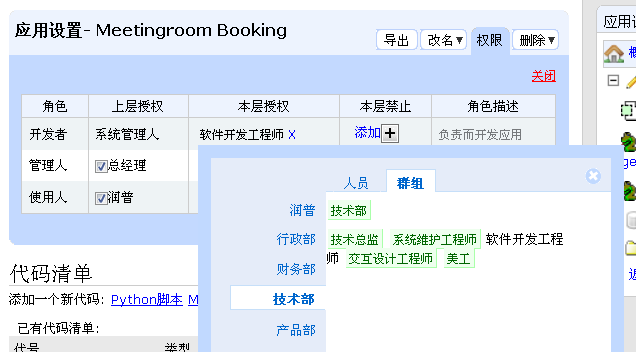 应用设置- Meetingroom Booking
导出 改名▼ 权限 删除▼
关闭
角色 上层授权 本层授权 本层禁止 角色描述
开发者 系统管理人 软件开发工程师 X 添加 负责而开发应用
管理人 总经理
使用人 润普
人员 群组
润普 技术部
行政部 技术总监 系统维护工程师 软件开发工程
师 交互设计工程师 美工
财务部
技术部
产品部
代码清单
添加一个新代码: Python脚本 M
已有代码清单:
代号 类型
应用设